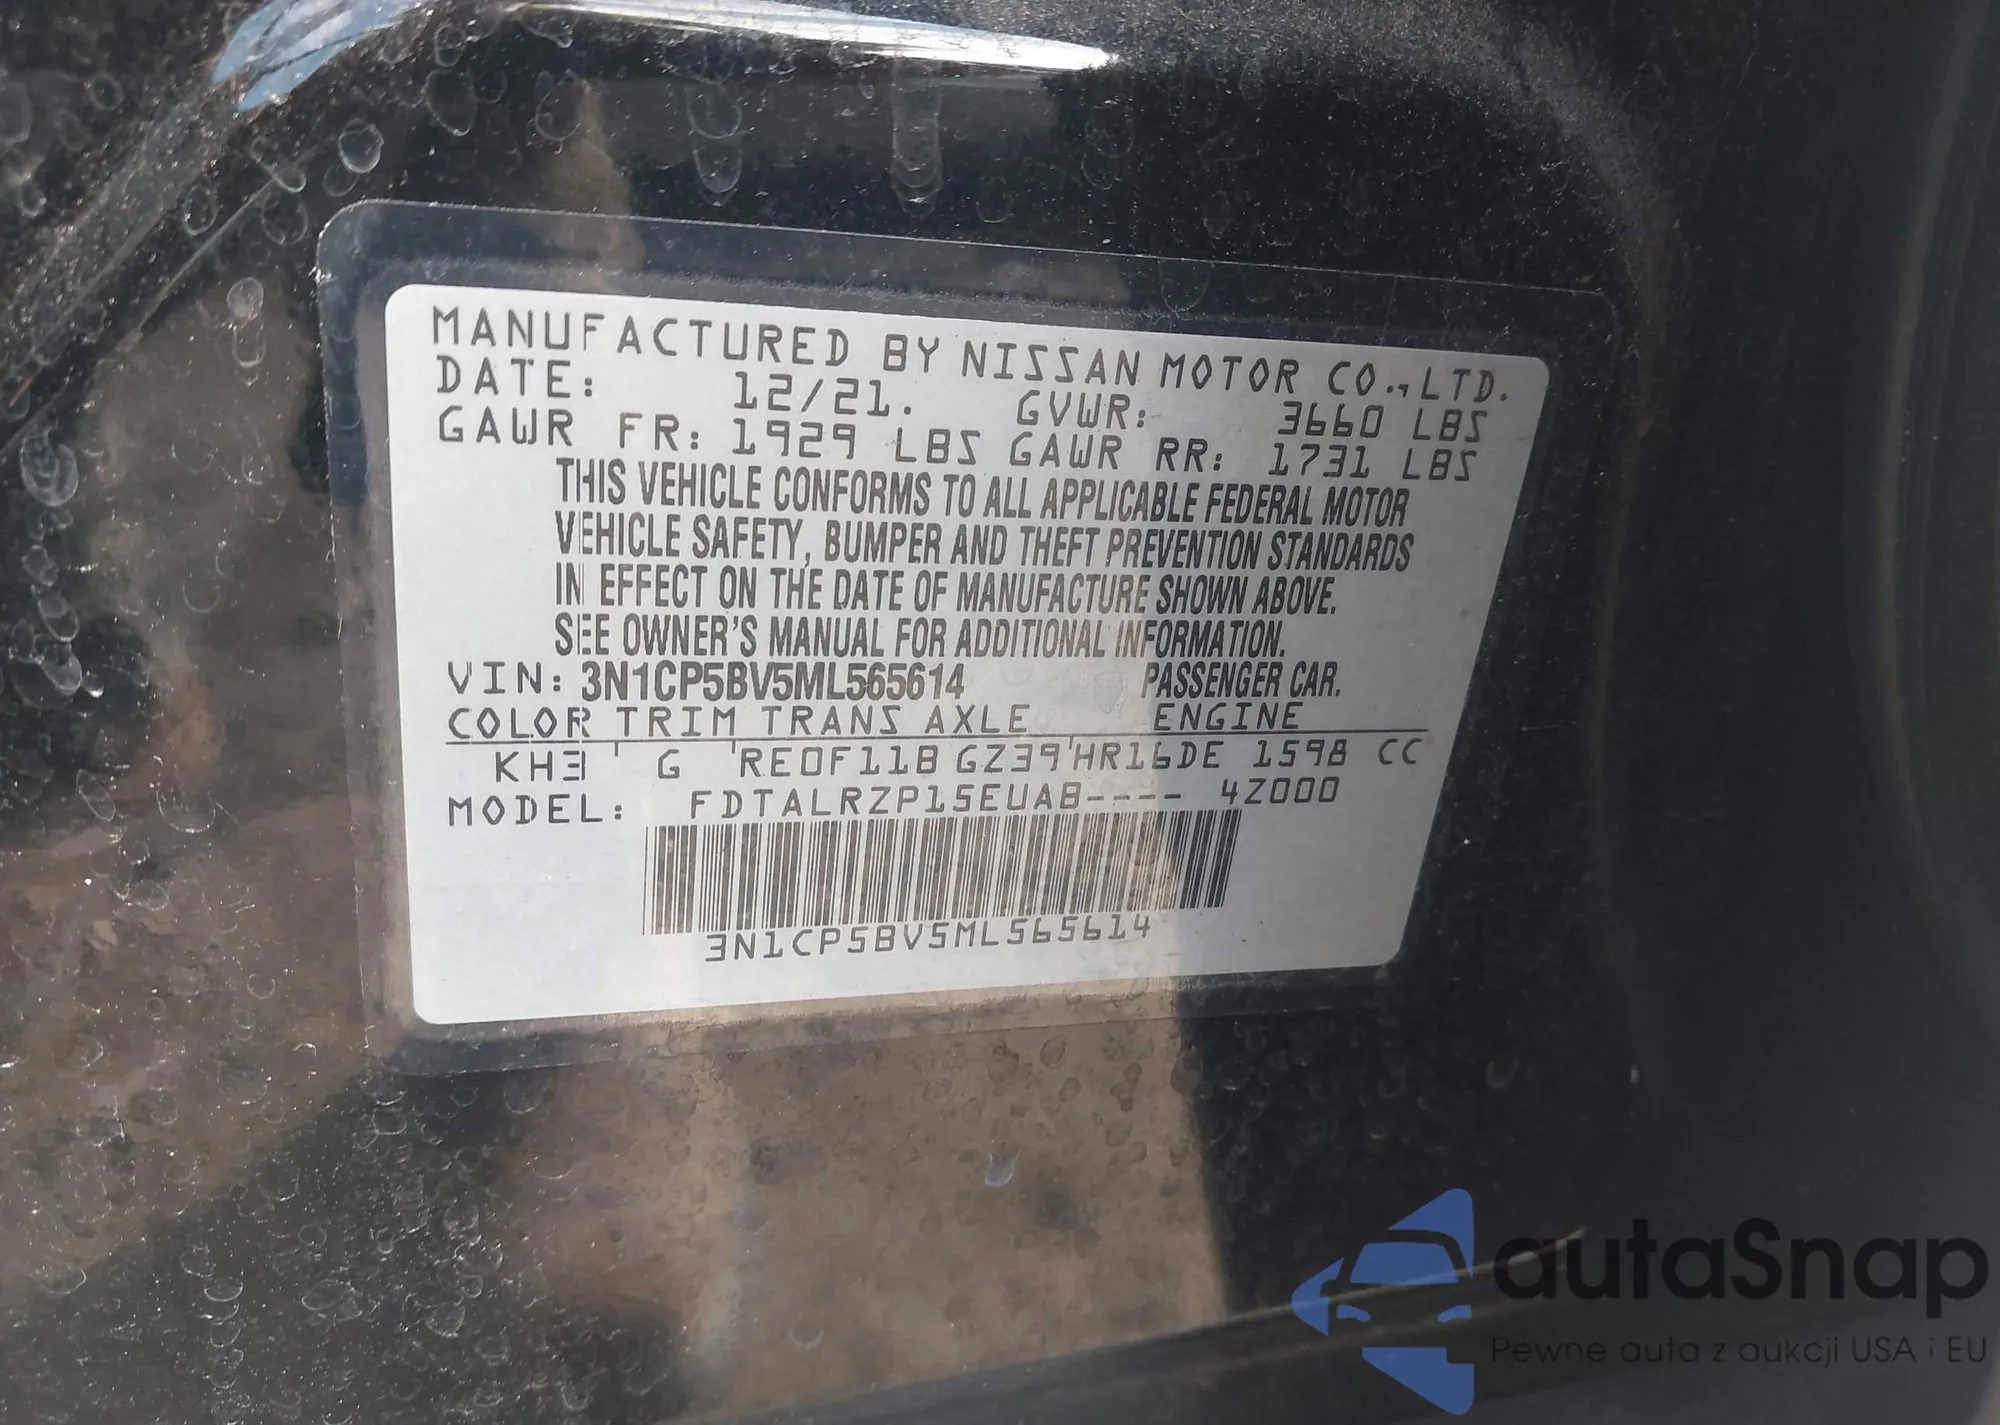 MANUFACTURED BY NISSAN MOTOR CO., LTD.
DATE: 12/21. GVWR: 3660 LBS
GAWR FR: 1929 LBS GAWR RR: 1731 LBS
THIS VEHICLE CONFORMS TO ALL APPLICABLE FEDERAL MOTOR
VEHICLE SAFETY, BUMPER AND THEFT PREVENTION STANDARDS
IN EFFECT ON THE DATE OF MANUFACTURE SHOWN ABOVE.
SEE OWNER'S MANUAL FOR ADDITIONAL INFORMATION.
VIN: 3N1CP5BV5ML565614 PASSENGER CAR.
COLOR TRIM TRANS AXLE ENGINE
KH3 ' G 'RE0F11B GZ39'HR16DE 1598 CC
MODEL: FDTALRZP15EUAB---- 4Z000
3N1CP5BV5ML565614
autaSnap
Pewne auta z aukcji USA i EU